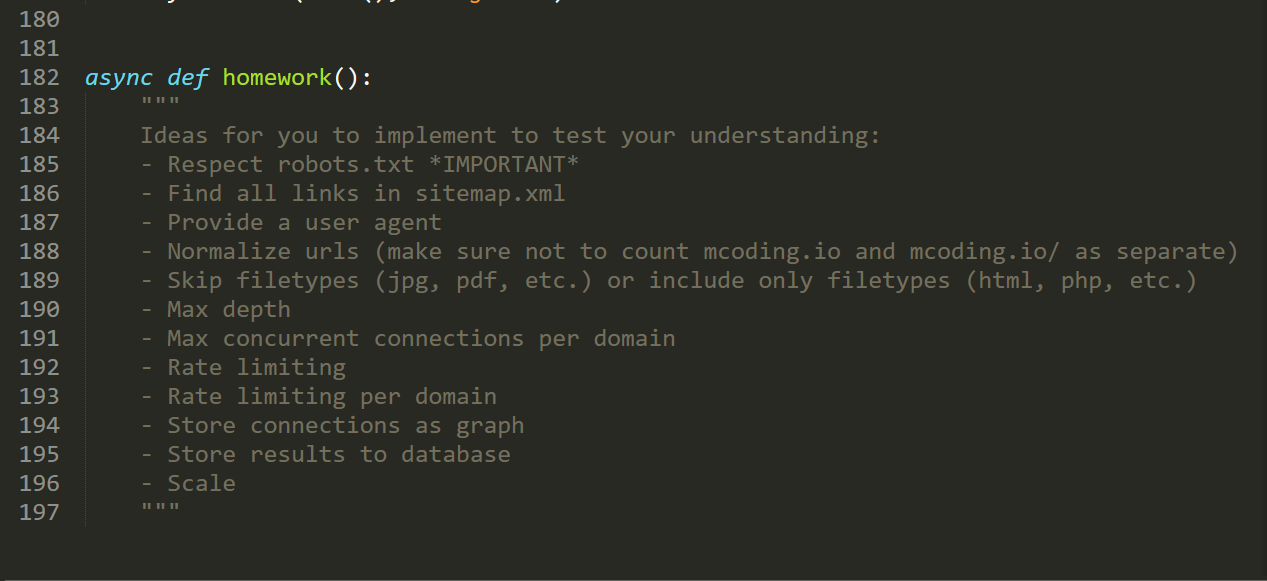 180
181
182 async def homework():
183 """
184 Ideas for you to implement to test your understanding:
185 - Respect robots.txt *IMPORTANT*
186 - Find all links in sitemap.xml
187 - Provide a user agent
188 - Normalize urls (make sure not to count mcoding.io and mcoding.io/ as separate)
189 - Skip filetypes (jpg, pdf, etc.) or include only filetypes (html, php, etc.)
190 - Max depth
191 - Max concurrent connections per domain
192 - Rate limiting
193 - Rate limiting per domain
194 - Store connections as graph
195 - Store results to database
196 - Scale
197 """